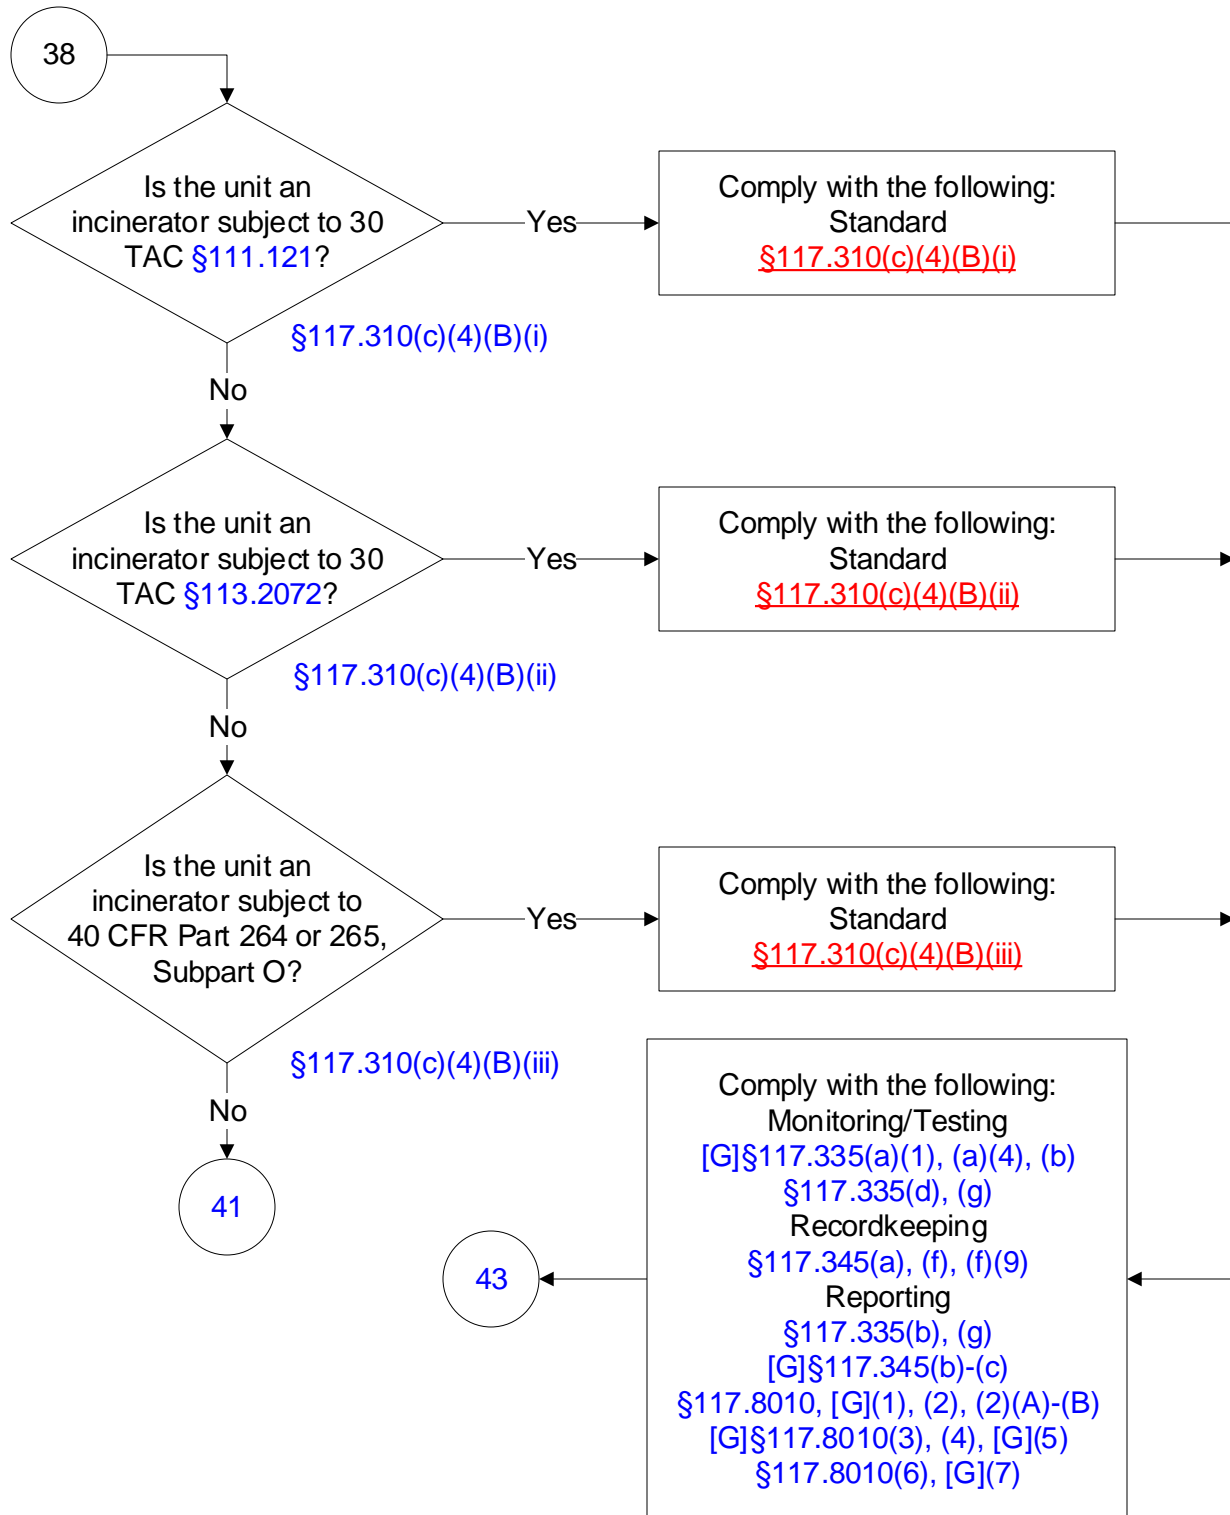 38
Is the unit an
incinerator subject to 30
TAC §111.121?
Yes
Comply with the following:
Standard
§117.310(c)(4)(B)(i)
§117.310(c)(4)(B)(i)
No
Is the unit an
incinerator subject to 30
TAC §113.2072?
Yes
Comply with the following:
Standard
§117.310(c)(4)(B)(ii)
§117.310(c)(4)(B)(ii)
No
Is the unit an
incinerator subject to
40 CFR Part 264 or 265,
Subpart O?
Yes
Comply with the following:
Standard
§117.310(c)(4)(B)(iii)
§117.310(c)(4)(B)(iii)
No
41
Comply with the following:
Monitoring/Testing
[G]§117.335(a)(1), (a)(4), (b)
§117.335(d), (g)
Recordkeeping
§117.345(a), (f), (f)(9)
Reporting
§117.335(b), (g)
[G]§117.345(b)-(c)
§117.8010, [G](1), (2), (2)(A)-(B)
[G]§117.8010(3), (4), [G](5)
§117.8010(6), [G](7)
43